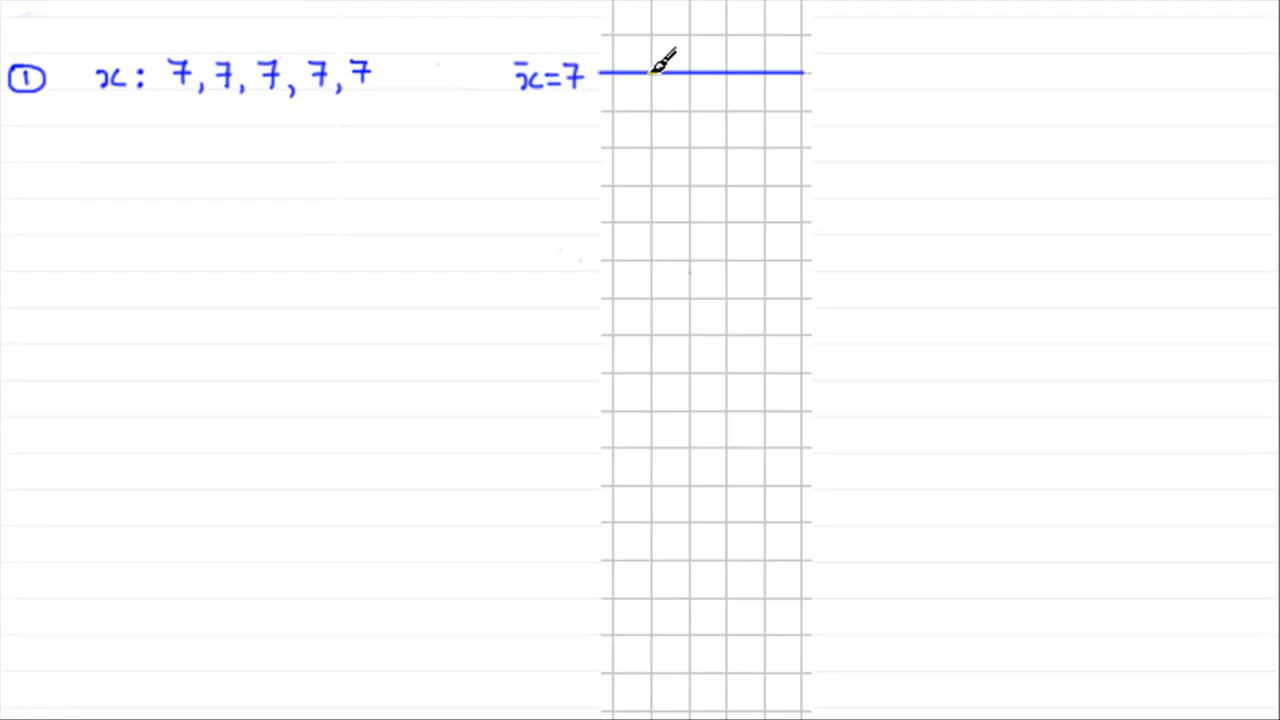 ① x: 7, 7, 7, 7, 7 x̄=7